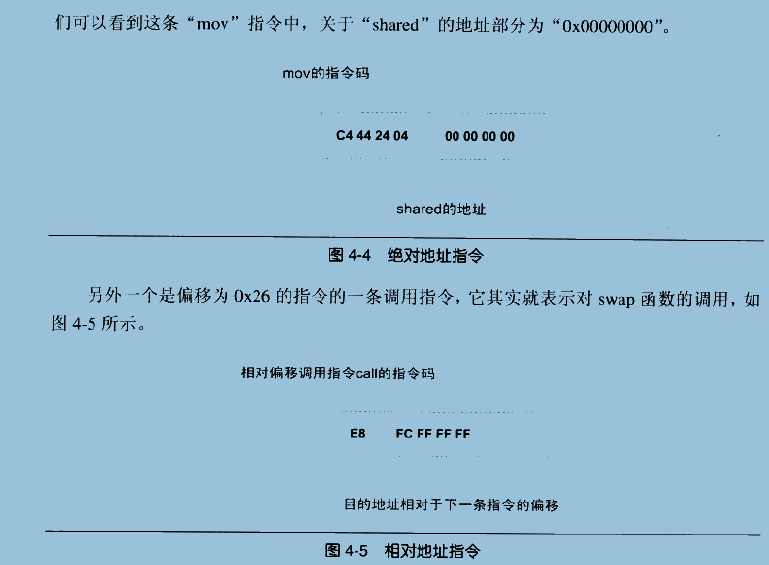 们可以看到这条“mov”指令中，关于“shared”的地址部分为“0x00000000”。
mov的指令码
C4 44 24 04 00 00 00 00
shared的地址
图 4-4 绝对地址指令
另外一个是偏移为 0x26 的指令的一条调用指令，它其实就表示对 swap 函数的调用，如
图 4-5 所示。
相对偏移调用指令call的指令码
E8 FC FF FF FF
目的地址相对于下一条指令的偏移
图 4-5 相对地址指令